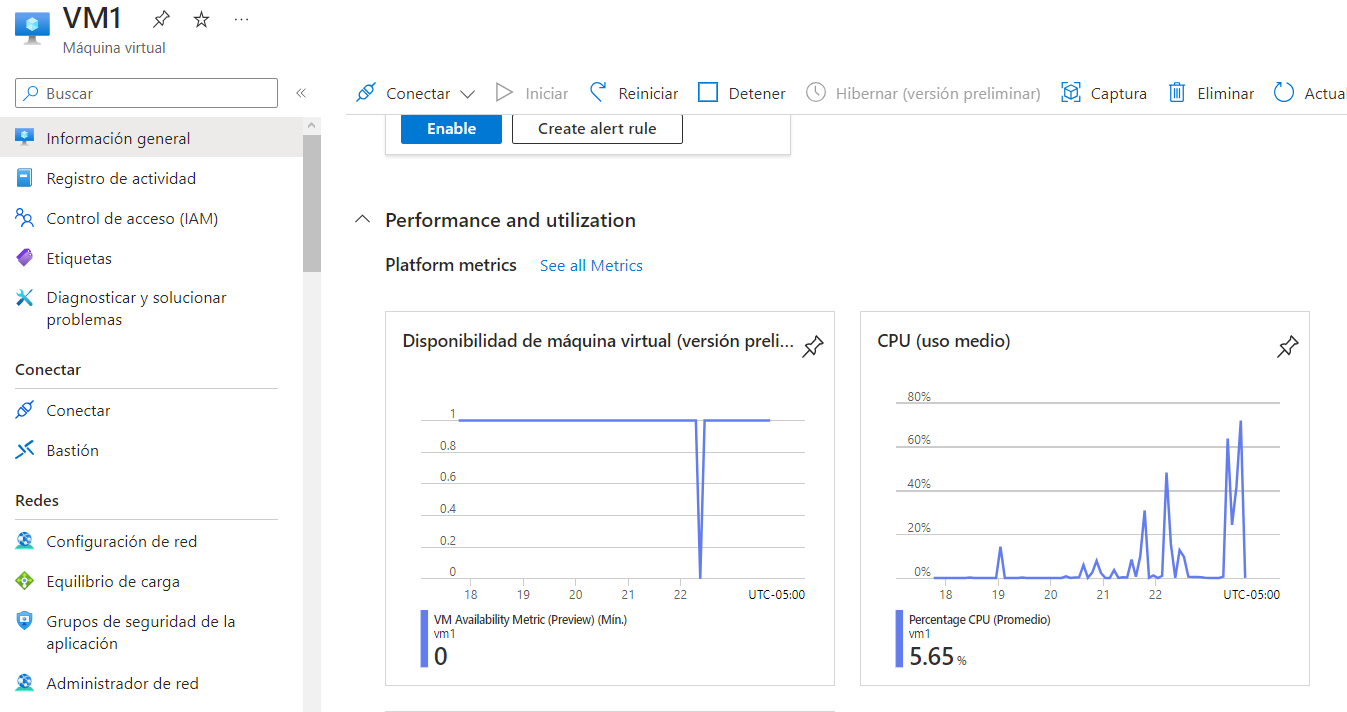 VM1
Máquina virtual
Buscar
Información general
Registro de actividad
Control de acceso (IAM)
Etiquetas
Diagnosticar y solucionar
problemas
Conectar
Conectar
Bastión
Redes
Configuración de red
Equilibrio de carga
Grupos de seguridad de la
aplicación
Administrador de red
Conectar Iniciar Reiniciar Detener Hibernar (versión preliminar) Captura Eliminar Actual
Enable Create alert rule
Performance and utilization
Platform metrics See all Metrics
Disponibilidad de máquina virtual (versión preli...
1
0.8
0.6
0.4
0.2
0
18 19 20 21 22 UTC-05:00
VM Availability Metric (Preview) (Mín.)
vm1
0
CPU (uso medio)
80%
60%
40%
20%
0%
18 19 20 21 22 UTC-05:00
Percentage CPU (Promedio)
vm1
5.65 %